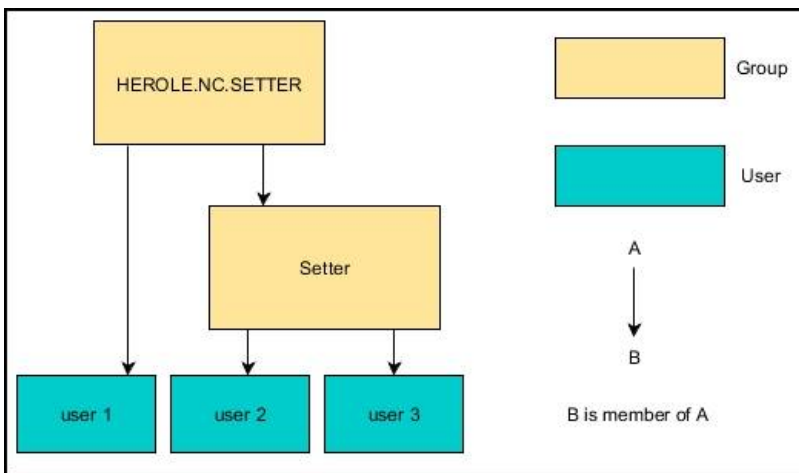 HEROLE.NC.SETTER
Group
User
Setter
A
B
user 1
user 2
user 3
B is member of A